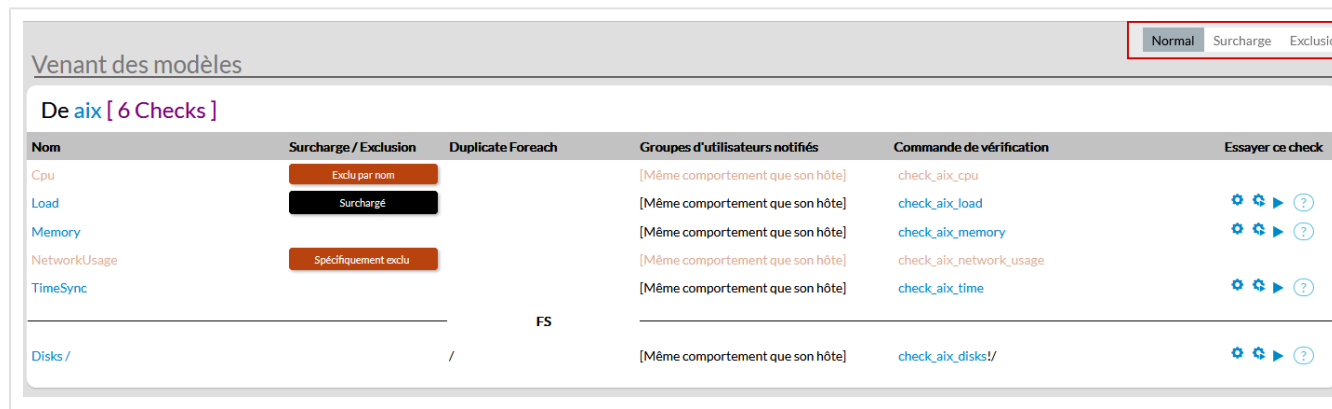 Normal Surcharge Exclusio
Venant des modèles
De aix [ 6 Checks ]
Nom Surcharge / Exclusion Duplicate Foreach Groupes d'utilisateurs notifiés Commande de vérification Essayer ce check
Cpu Exclu par nom [Même comportement que son hôte] check_aix_cpu
Load Surchargé [Même comportement que son hôte] check_aix_load ?
Memory [Même comportement que son hôte] check_aix_memory ?
NetworkUsage Spécifiquement exclu [Même comportement que son hôte] check_aix_network_usage
TimeSync [Même comportement que son hôte] check_aix_time ?
FS
Disks / / [Même comportement que son hôte] check_aix_disks!/ ?